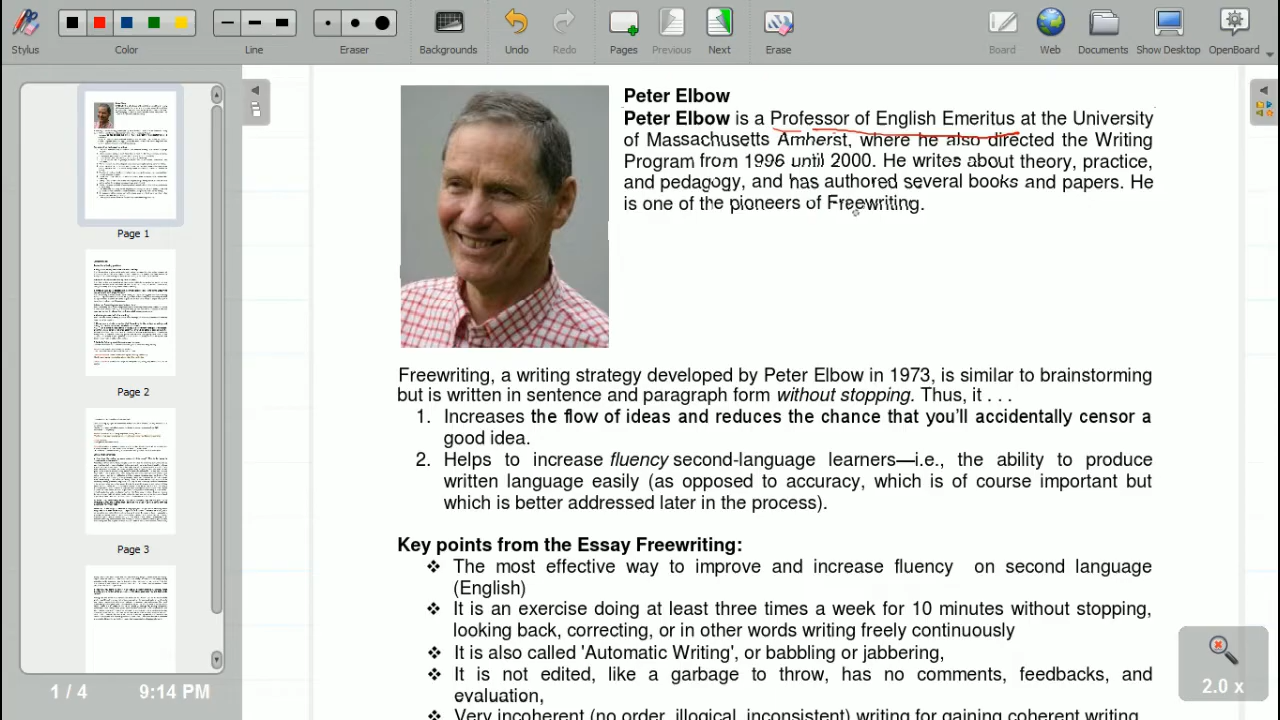 Stylus
Color
Line
Eraser
Backgrounds
Undo
Redo
Pages
Previous
Next
Erase
Board
Web
Documents
Show Desktop
OpenBoard
Page 1
Page 2
Page 3
1 / 4
9:14 PM
Peter Elbow
Peter Elbow is a Professor of English Emeritus at the University
of Massachusetts Amherst, where he also directed the Writing
Program from 1996 until 2000. He writes about theory, practice,
and pedagogy, and has authored several books and papers. He
is one of the pioneers of Freewriting.
Freewriting, a writing strategy developed by Peter Elbow in 1973, is similar to brainstorming
but is written in sentence and paragraph form without stopping. Thus, it . . .
1. Increases the flow of ideas and reduces the chance that you'll accidentally censor a
good idea.
2. Helps to increase fluency second-language learners—i.e., the ability to produce
written language easily (as opposed to accuracy, which is of course important but
which is better addressed later in the process).
Key points from the Essay Freewriting:
❖ The most effective way to improve and increase fluency on second language
(English)
❖ It is an exercise doing at least three times a week for 10 minutes without stopping,
looking back, correcting, or in other words writing freely continuously
❖ It is also called 'Automatic Writing', or babbling or jabbering,
❖ It is not edited, like a garbage to throw, has no comments, feedbacks, and
evaluation,
❖ Very incoherent (no order, illogical, inconsistent) writing for gaining coherent writing
2.0 x